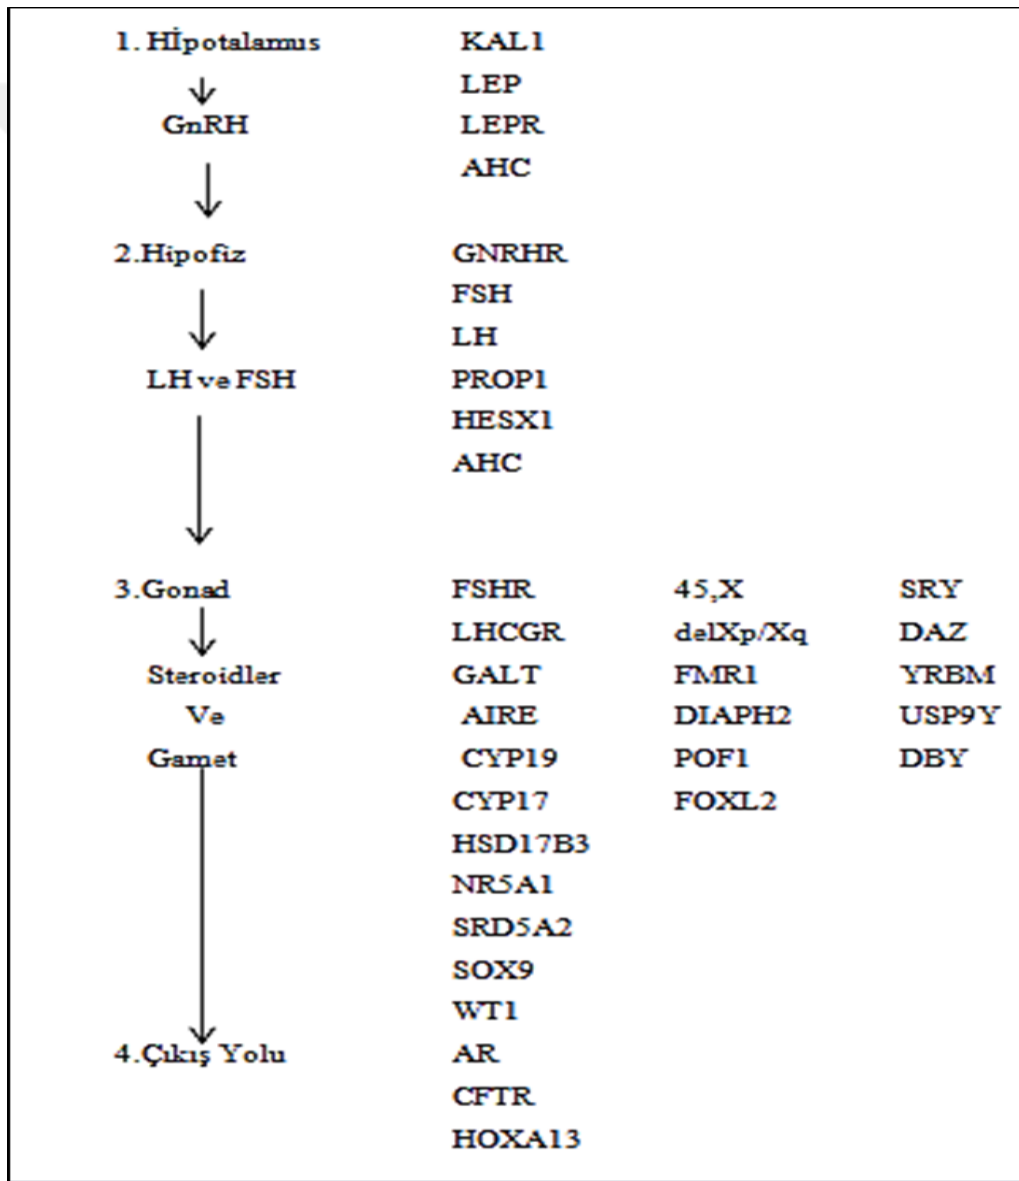 1. Hİpotalamus KAL1
LEP
GnRH LEPR
AHC
2.Hipofiz GNRHR
FSH
LH
LH ve FSH PROP1
HESX1
AHC
3.Gonad FSHR 45,X SRY
LHCGR delXp/Xq DAZ
Steroidler GALT FMR1 YRBM
Ve AIRE DIAPH2 USP9Y
Gamet CYP19 POF1 DBY
CYP17 FOXL2
HSD17B3
NR5A1
SRD5A2
SOX9
WT1
4.Çıkış Yolu AR
CFTR
HOXA13